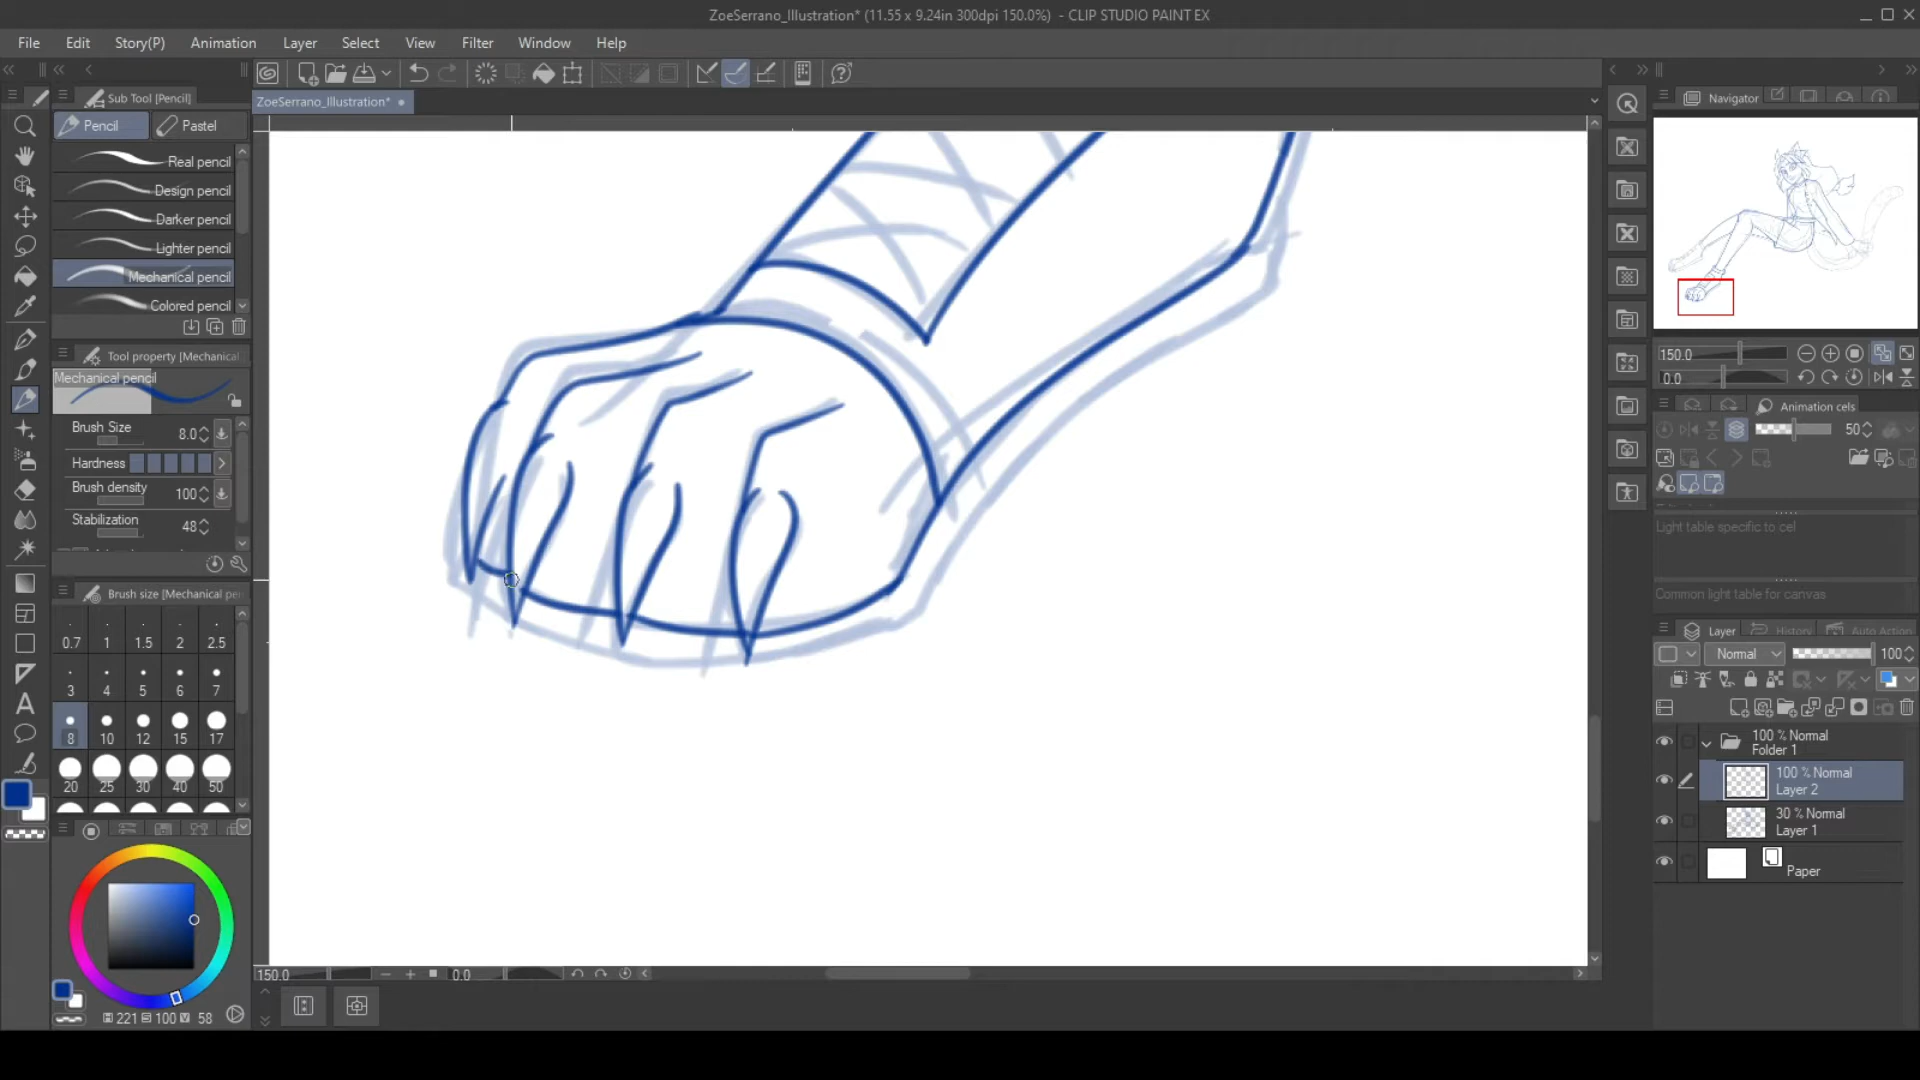 ZoeSerrano_Illustration* (11.55 x 9.24in 300dpi 150.0%) - CLIP STUDIO PAINT EX
File Edit Story(P) Animation Layer Select View Filter Window Help
Sub Tool [Pencil]
Pencil Pastel
Real pencil
Design pencil
Darker pencil
Lighter pencil
Mechanical pencil
Colored pencil
Tool property [Mechanical
Mechanical pencil
Brush Size 8.0
Hardness
Brush density 100
Stabilization 48
Brush size [Mechanical pe
0.7 1 1.5 2 2.5
3 4 5 6 7
8 10 12 15 17
20 25 30 40 50
H 221 S 100 V 58
ZoeSerrano_Illustration*
150.0 0.0
Navigator
150.0
0.0
Animation cels
50
Light table specific to cel
Common light table for canvas
Layer History Auto Action
Normal 100
100 % Normal
Folder 1
100 % Normal
Layer 2
30 % Normal
Layer 1
Paper